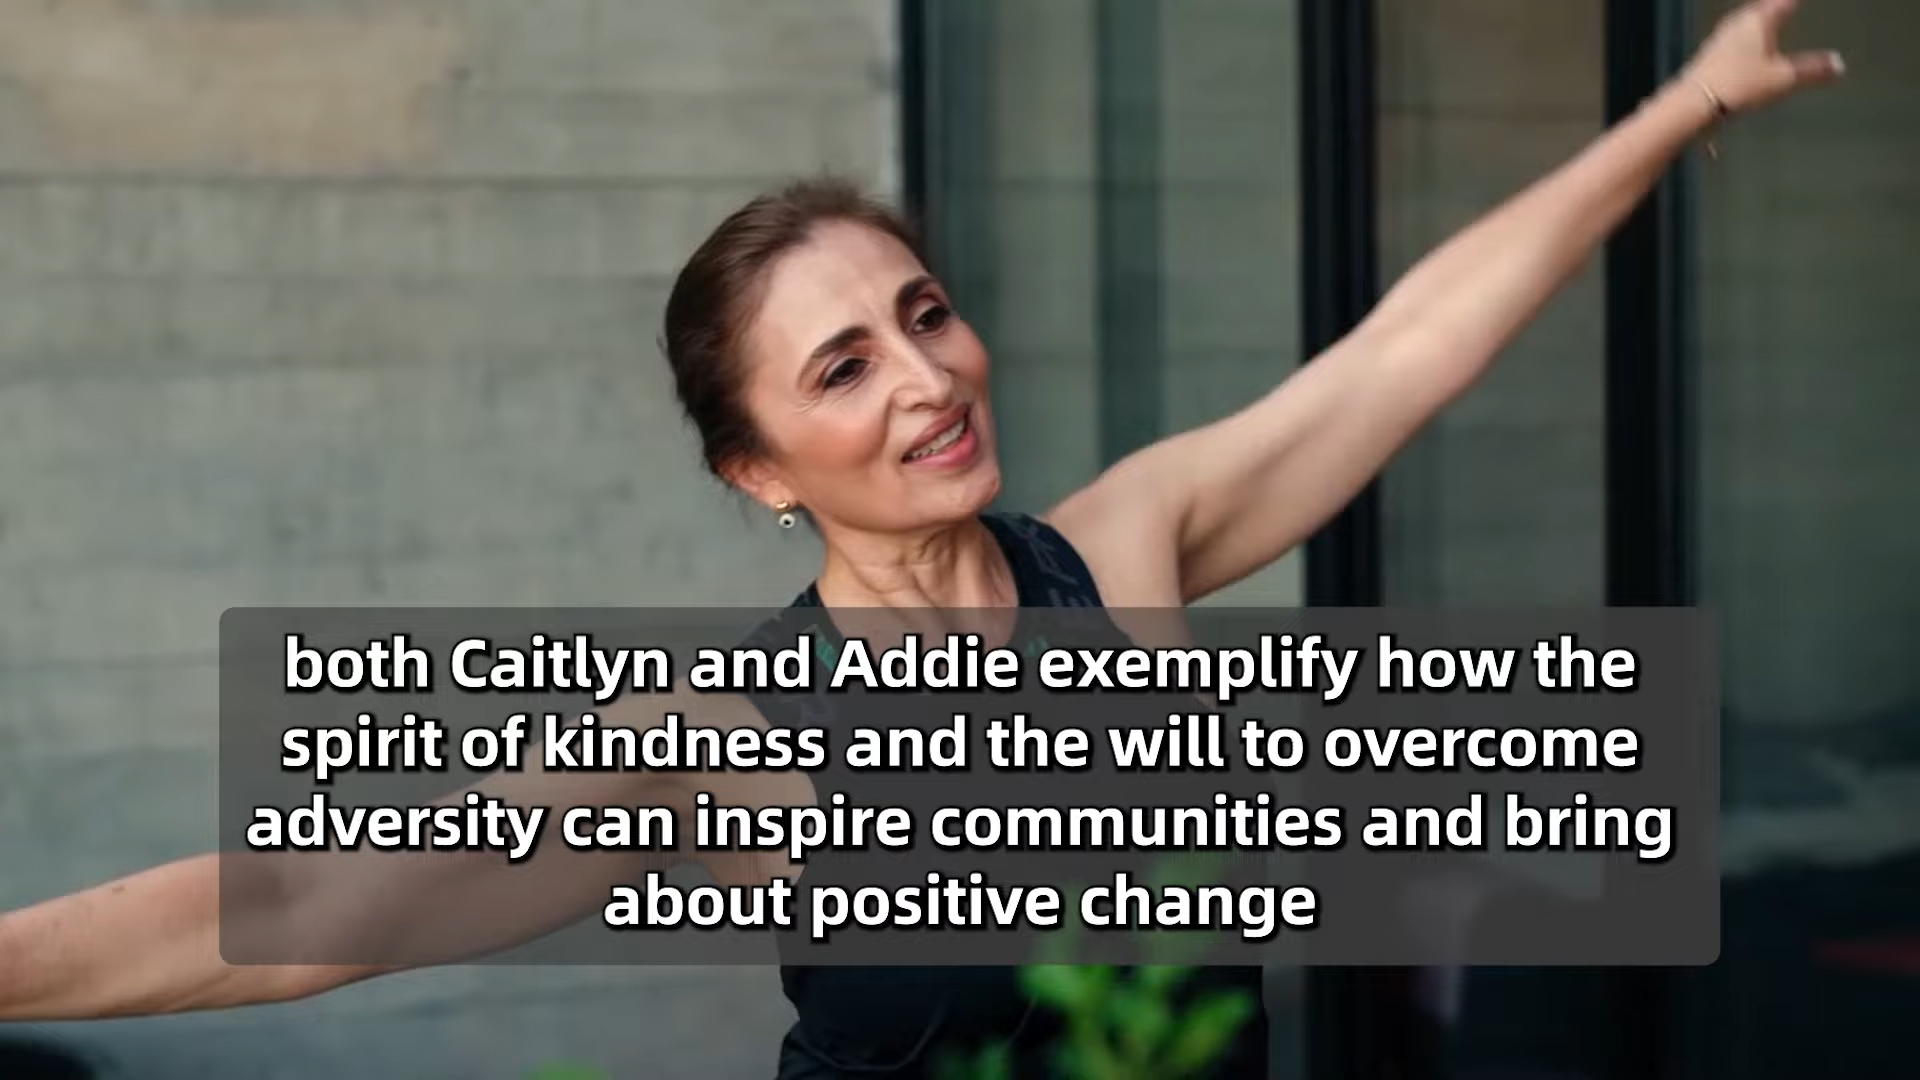 both Caitlyn and Addie exemplify how the
spirit of kindness and the will to overcome
adversity can inspire communities and bring
about positive change